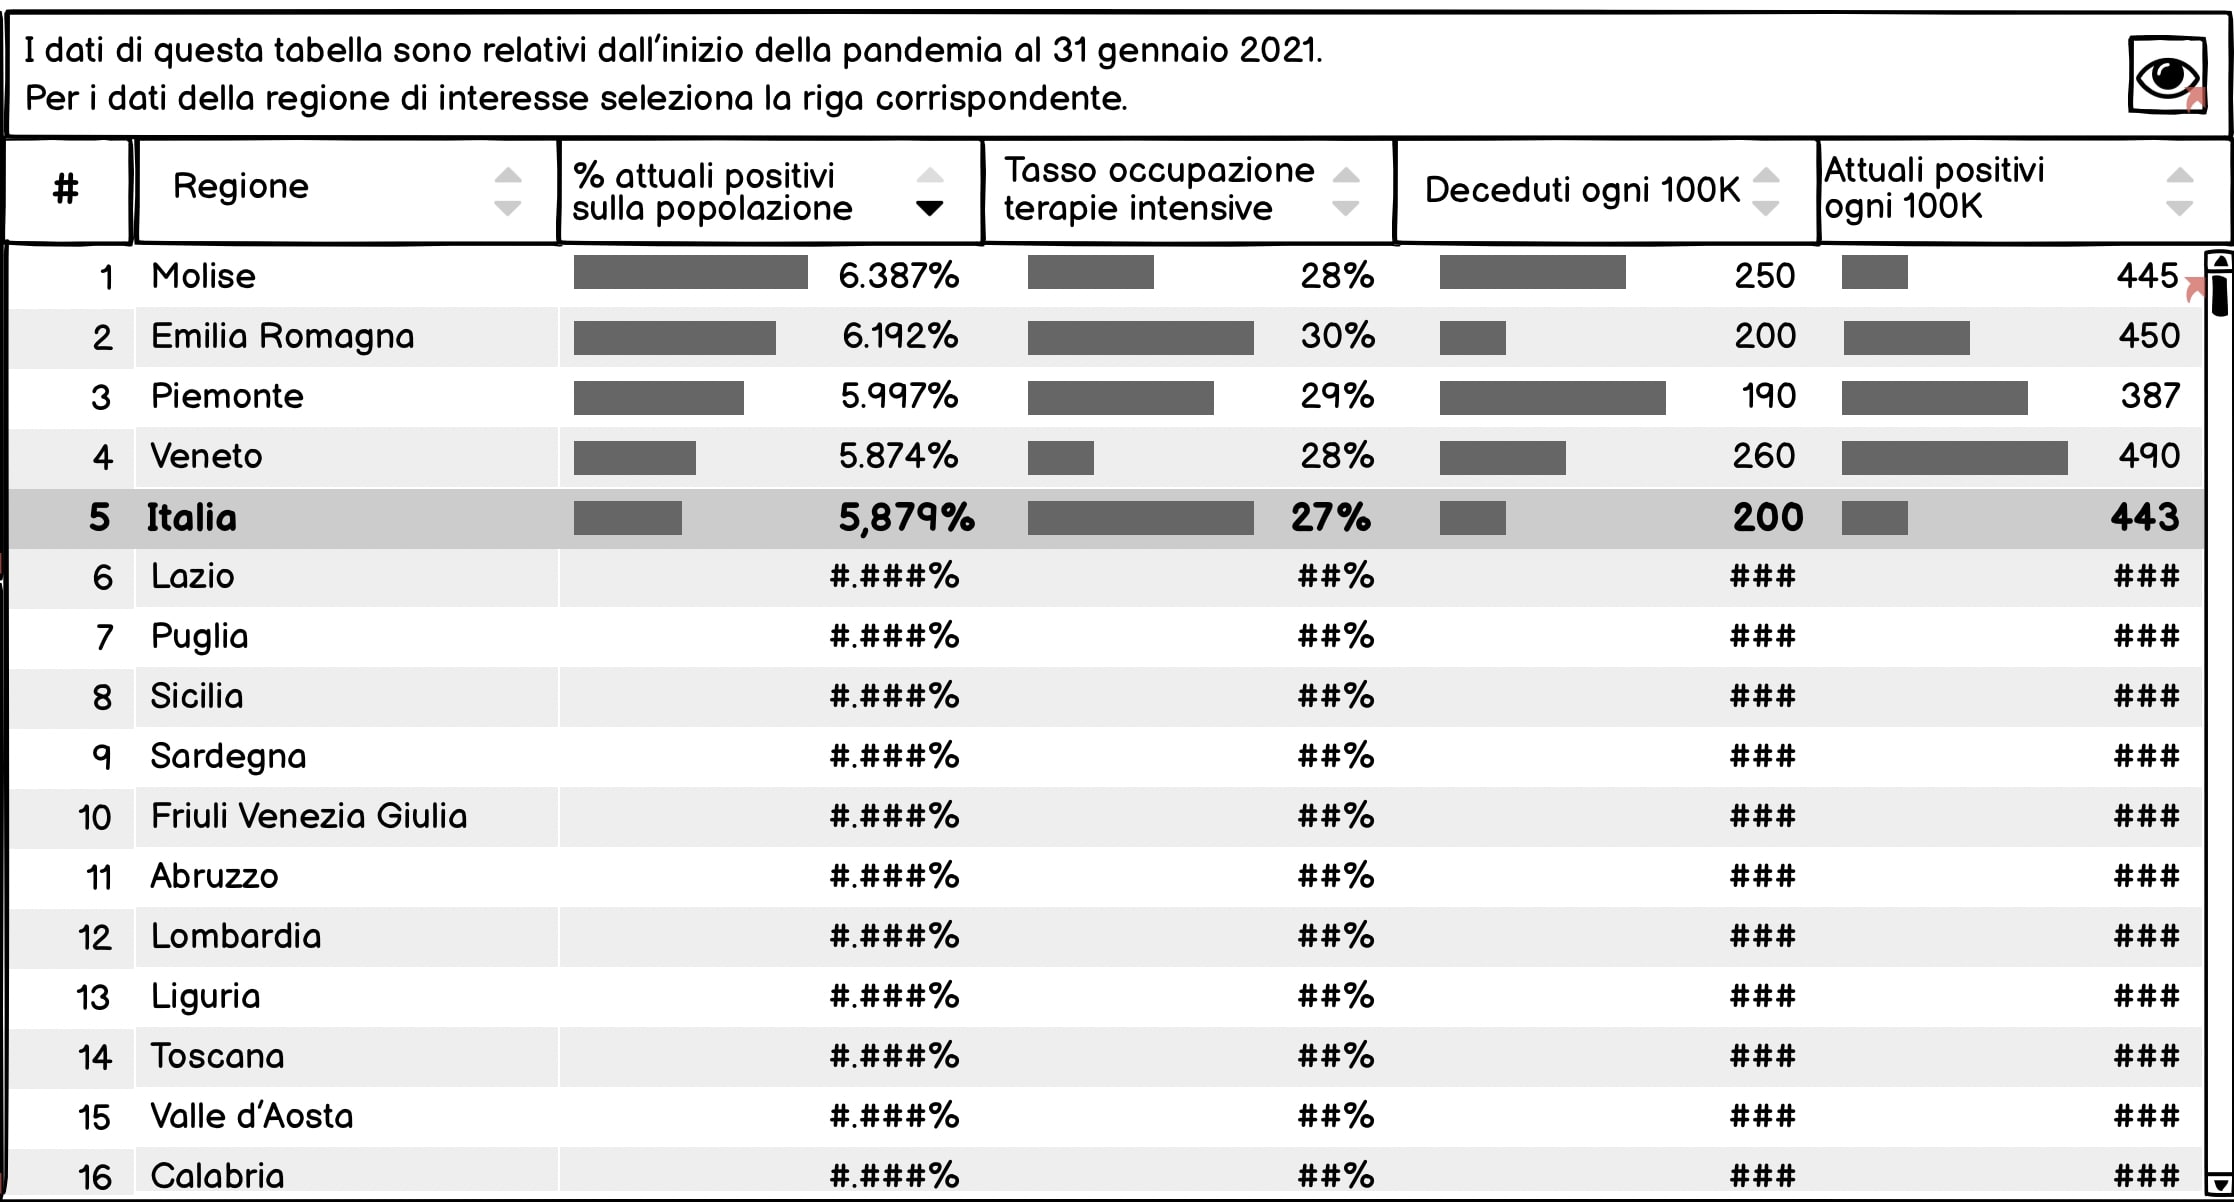 I dati di questa tabella sono relativi dall'inizio della pandemia al 31 gennaio 2021.
Per i dati della regione di interesse seleziona la riga corrispondente.
# Regione % attuali positivi sulla popolazione Tasso occupazione terapie intensive Deceduti ogni 100K Attuali positivi ogni 100K
1 Molise 6.387% 28% 250 445
2 Emilia Romagna 6.192% 30% 200 450
3 Piemonte 5.997% 29% 190 387
4 Veneto 5.874% 28% 260 490
5 Italia 5,879% 27% 200 443
6 Lazio #.###% ##% ### ###
7 Puglia #.###% ##% ### ###
8 Sicilia #.###% ##% ### ###
9 Sardegna #.###% ##% ### ###
10 Friuli Venezia Giulia #.###% ##% ### ###
11 Abruzzo #.###% ##% ### ###
12 Lombardia #.###% ##% ### ###
13 Liguria #.###% ##% ### ###
14 Toscana #.###% ##% ### ###
15 Valle d'Aosta #.###% ##% ### ###
16 Calabria #.###% ##% ### ###